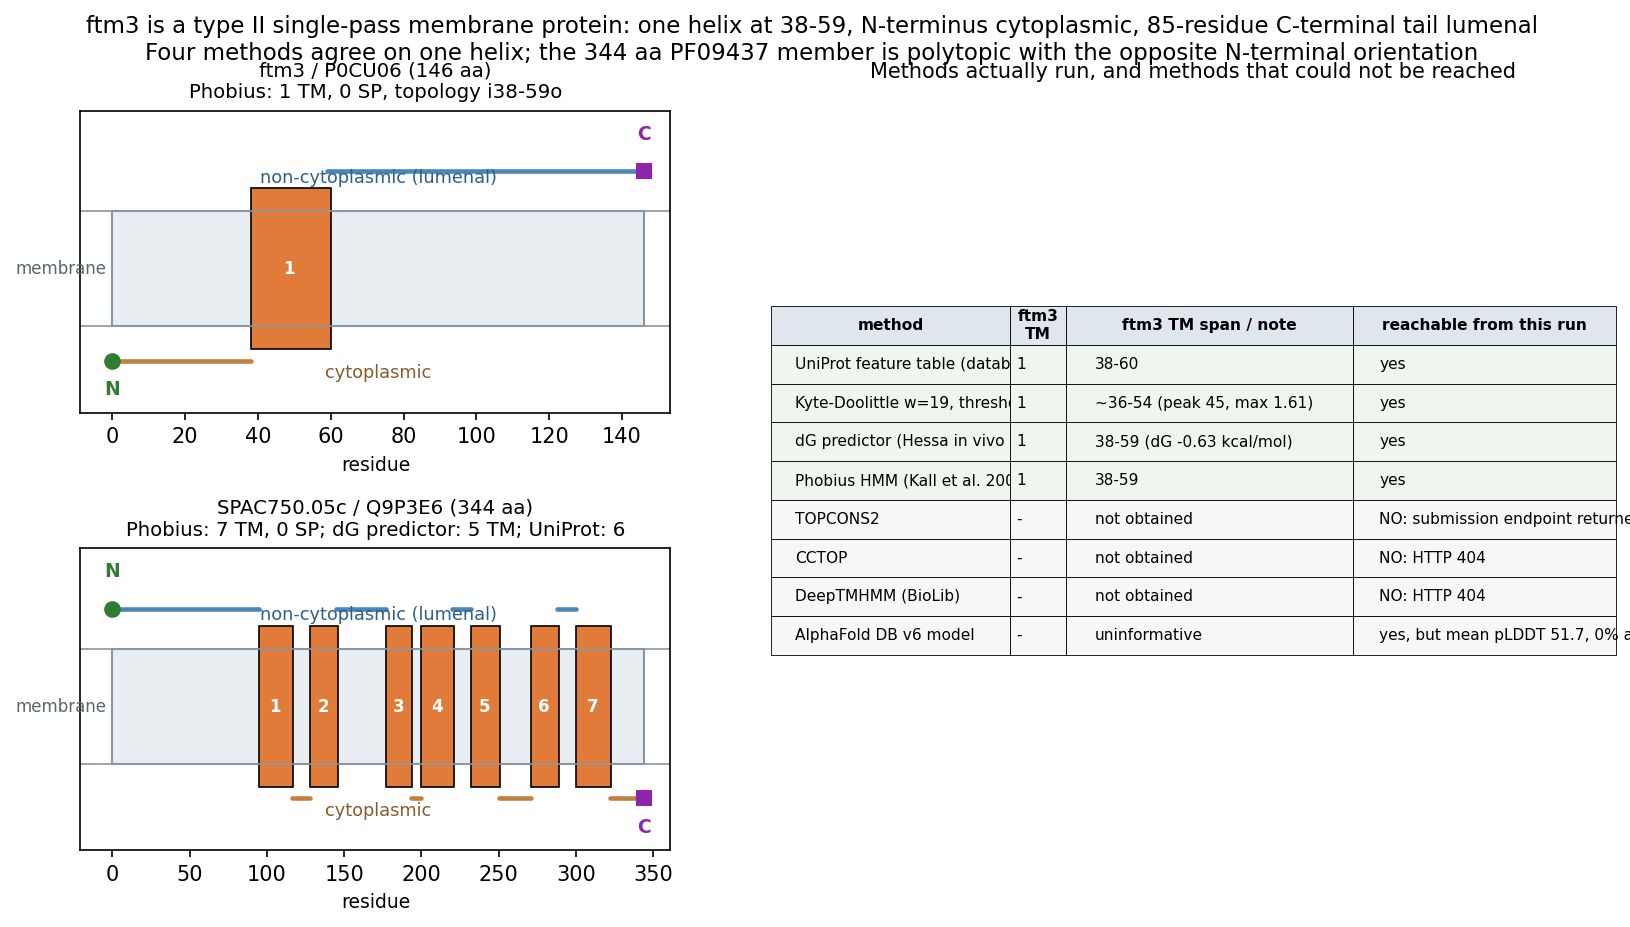 ftm3 is a type II single-pass membrane protein: one helix at 38-59, N-terminus cytoplasmic, 85-residue C-terminal tail lumenal
Four methods agree on one helix; the 344 aa PF09437 member is polytopic with the opposite N-terminal orientation
ftm3 / P0CU06 (146 aa)
Phobius: 1 TM, 0 SP, topology i38-59o
C
non-cytoplasmic (lumenal)
membrane
1
cytoplasmic
N
0 20 40 60 80 100 120 140
residue
SPAC750.05c / Q9P3E6 (344 aa)
Phobius: 7 TM, 0 SP; dG predictor: 5 TM; UniProt: 6
N
non-cytoplasmic (lumenal)
membrane
1 2 3 4 5 6 7
cytoplasmic
C
0 50 100 150 200 250 300 350
residue
Methods actually run, and methods that could not be reached
method ftm3 TM ftm3 TM span / note reachable from this run
UniProt feature table (datab 1 38-60 yes
Kyte-Doolittle w=19, thresho 1 ~36-54 (peak 45, max 1.61) yes
dG predictor (Hessa in vivo 1 38-59 (dG -0.63 kcal/mol) yes
Phobius HMM (Kall et al. 200 1 38-59 yes
TOPCONS2 - not obtained NO: submission endpoint returne
CCTOP - not obtained NO: HTTP 404
DeepTMHMM (BioLib) - not obtained NO: HTTP 404
AlphaFold DB v6 model - uninformative yes, but mean pLDDT 51.7, 0% a